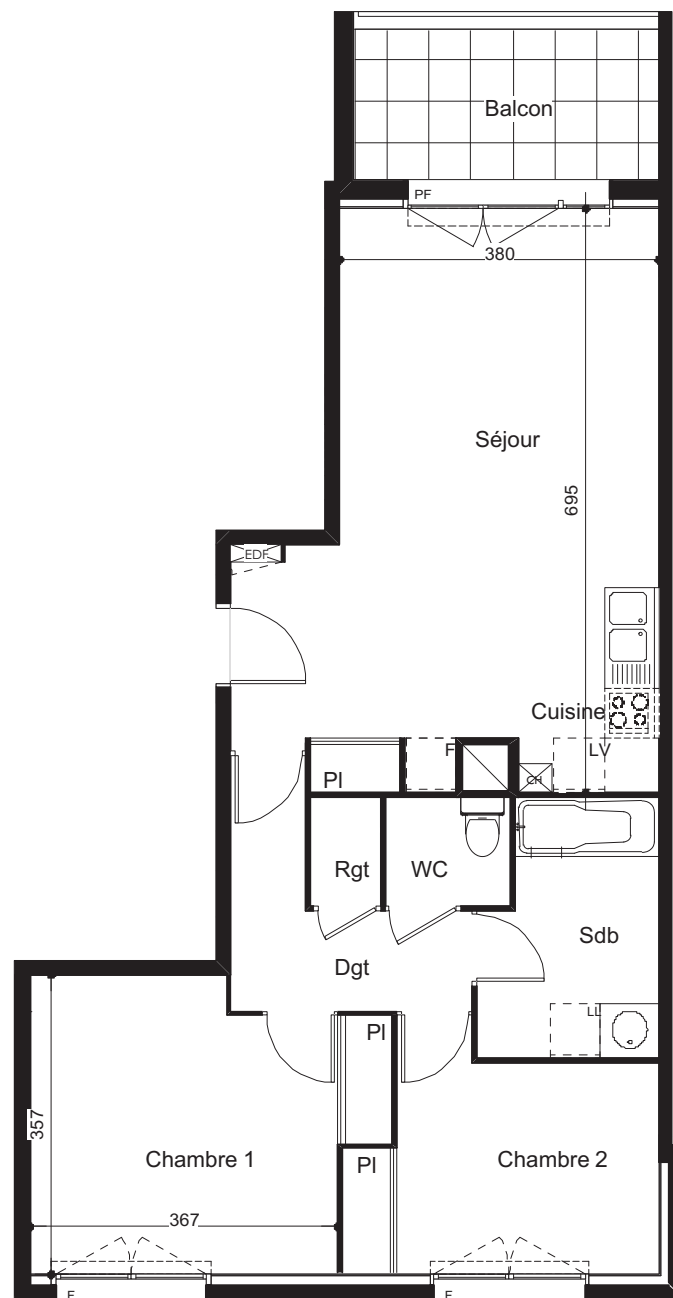 Balcon
PF
380
Séjour
695
EDF
Cuisine
F
LV
Pl
CH
Rgt
WC
Sdb
Dgt
LL
Pl
357
Chambre 1
Pl
Chambre 2
367
F
F